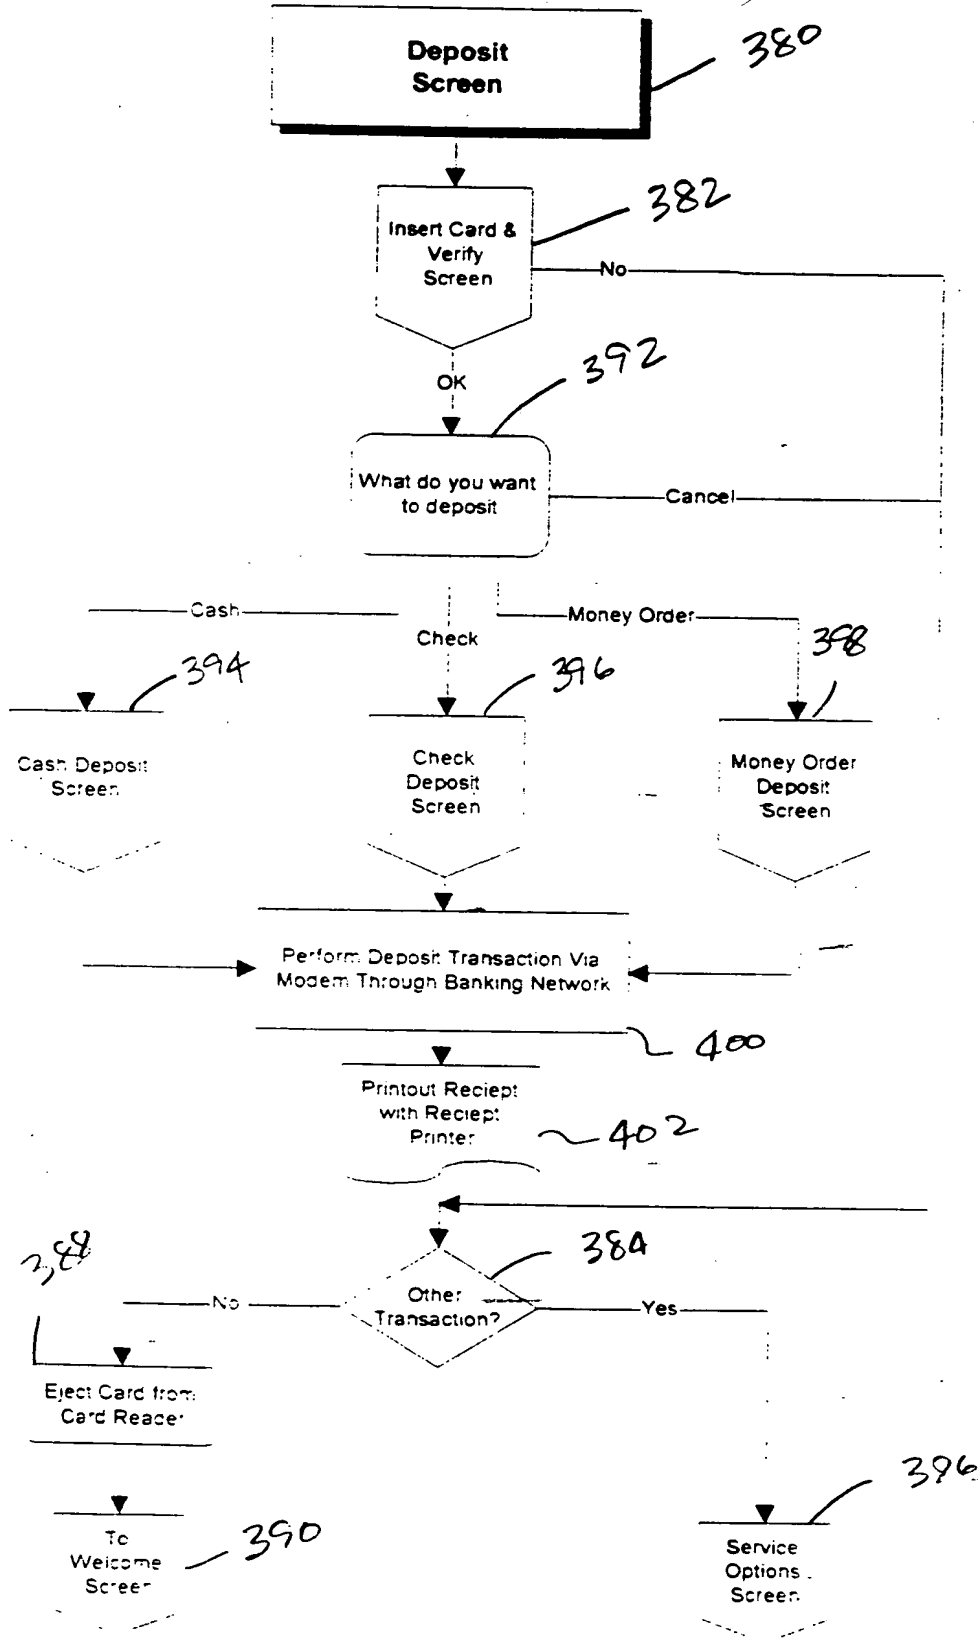 Deposit
Screen
380
Insert Card &
Verify
Screen
382
No
OK
392
What do you want
to deposit
Cancel
Cash
Check
Money Order
394
396
398
Cash Deposit
Screen
Check
Deposit
Screen
Money Order
Deposit
Screen
Perform Deposit Transaction Via
Modem Through Banking Network
400
Printout Reciept
with Reciept
Printer
402
384
388
Other
Transaction?
No
Yes
Eject Card from
Card Reader
396
To
Welcome
Screen
390
Service
Options
Screen